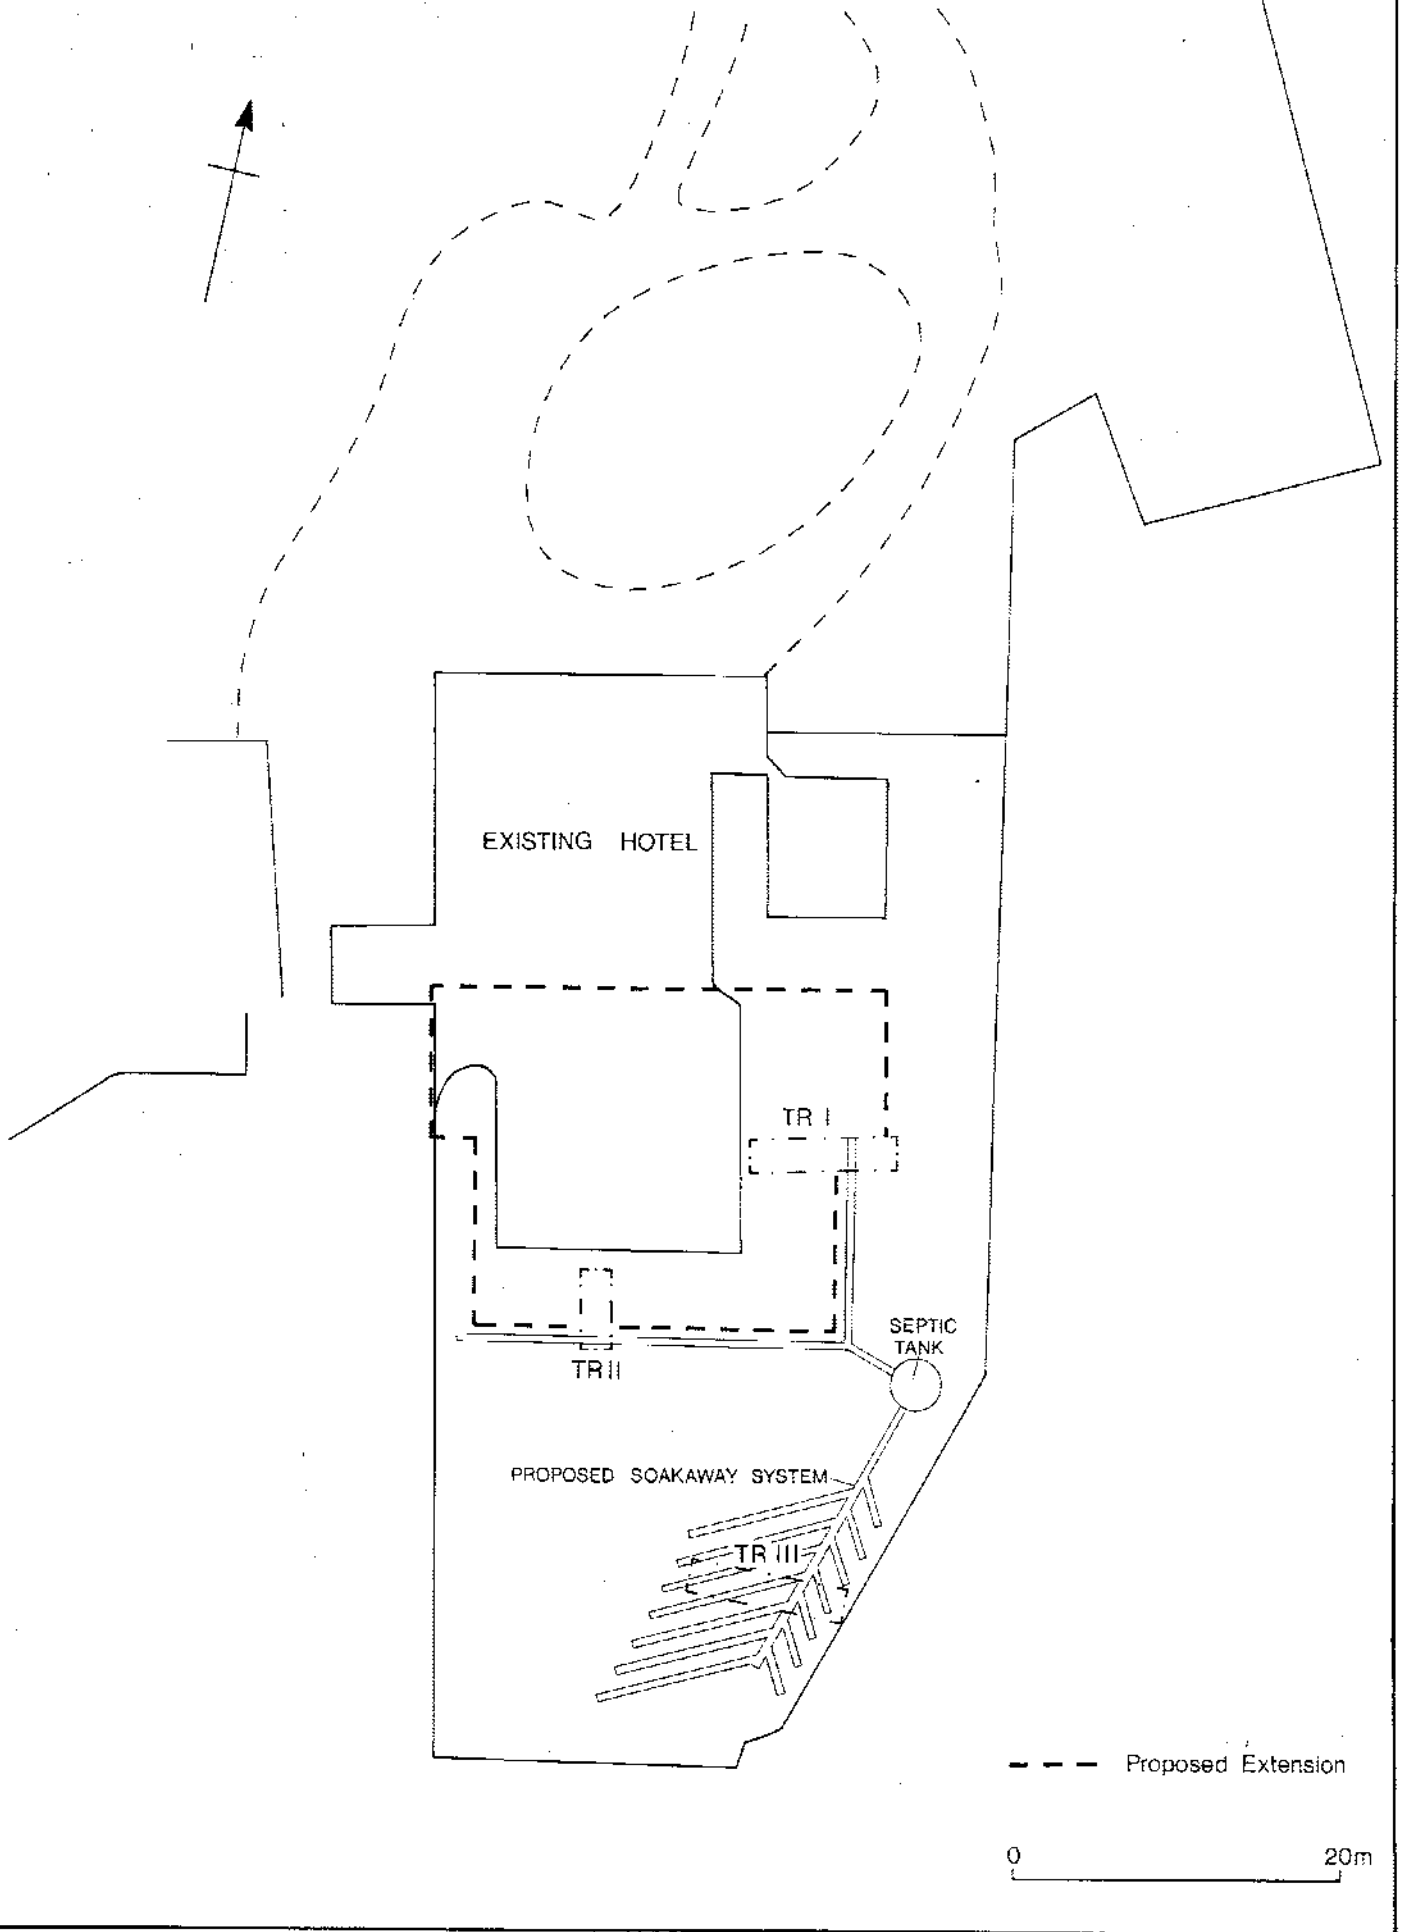 EXISTING HOTEL
TR I
SEPTIC
TANK
TR II
PROPOSED SOAKAWAY SYSTEM
TR III
Proposed Extension
0 20m